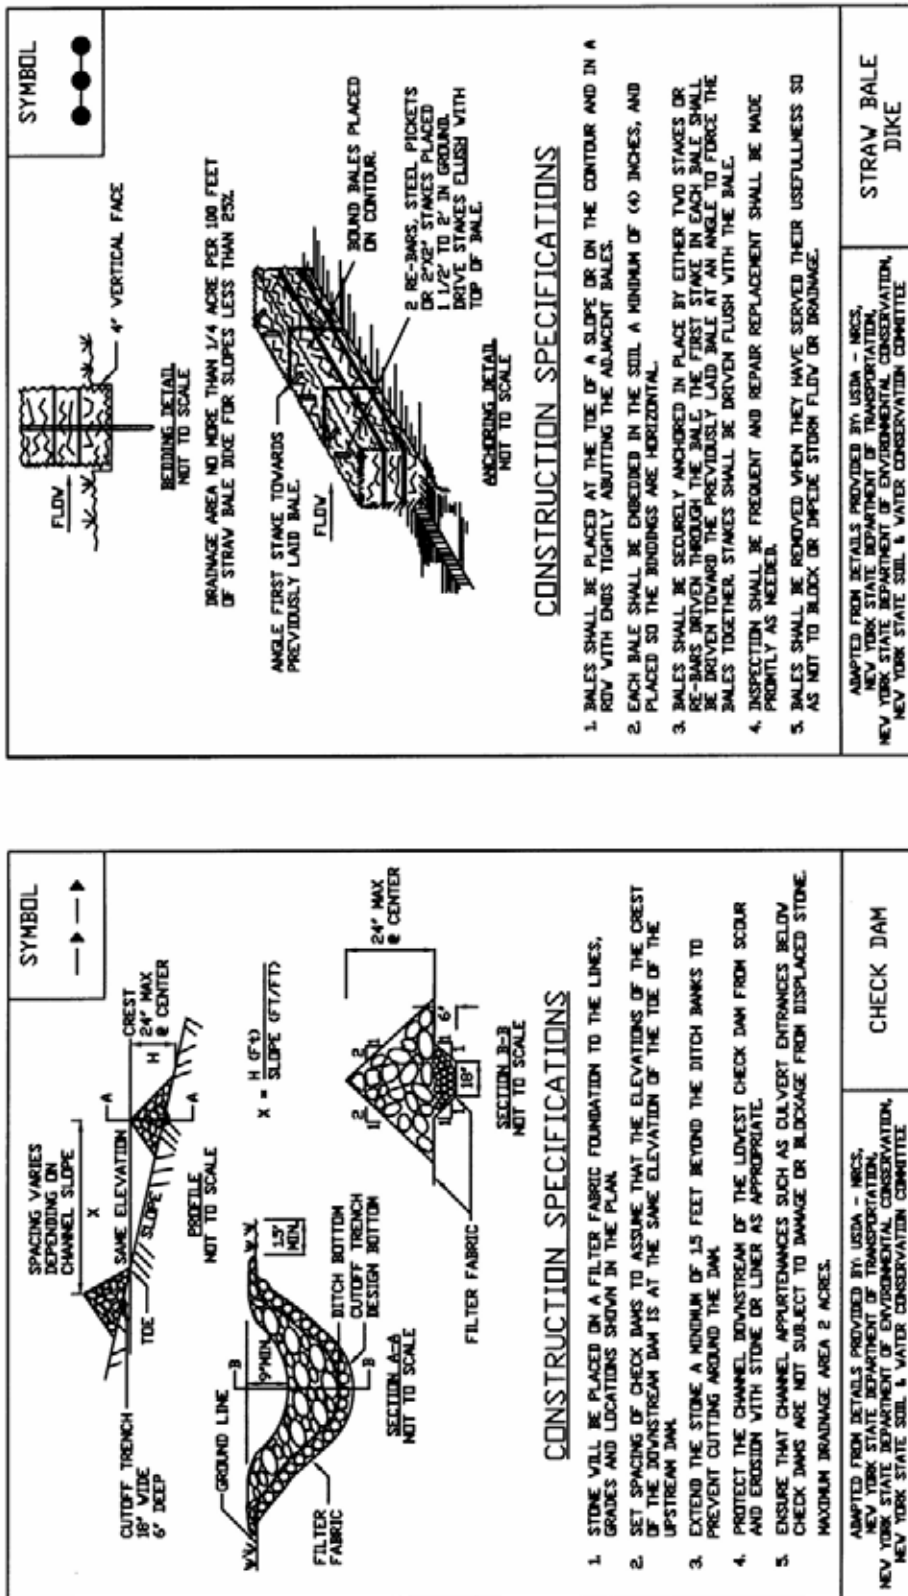 SYMBOL
SPACING VARIES
DEPENDING ON
CHANNEL SLOPE
X
CREST
24" MAX
@ CENTER
H
A
A
SAME ELEVATION
SLOPE
TOE
PROFILE
NOT TO SCALE
CUTOFF TRENCH
18" WIDE
6" DEEP
X = H (Ft)
SLOPE (FT/FT)
GROUND LINE
B
9"MIN.
1.5'
MIN.
DITCH BOTTOM
CUTOFF TRENCH
DESIGN BOTTOM
B
FILTER
FABRIC
SECTION A-A
NOT TO SCALE
24" MAX
@ CENTER
2
1
2
1
6"
1
1
1
1
18"
FILTER FABRIC
SECTION B-B
NOT TO SCALE
CONSTRUCTION SPECIFICATIONS
1. STONE WILL BE PLACED ON A FILTER FABRIC FOUNDATION TO THE LINES,
GRADES AND LOCATIONS SHOWN IN THE PLAN.
2. SET SPACING OF CHECK DAMS TO ASSUME THAT THE ELEVATIONS OF THE CREST
OF THE DOWNSTREAM DAM IS AT THE SAME ELEVATION OF THE TOE OF THE
UPSTREAM DAM.
3. EXTEND THE STONE A MINIMUM OF 1.5 FEET BEYOND THE DITCH BANKS TO
PREVENT CUTTING AROUND THE DAM.
4. PROTECT THE CHANNEL DOWNSTREAM OF THE LOWEST CHECK DAM FROM SCOUR
AND EROSION WITH STONE OR LINER AS APPROPRIATE.
5. ENSURE THAT CHANNEL APPURTENANCES SUCH AS CULVERT ENTRANCES BELOW
CHECK DAMS ARE NOT SUBJECT TO DAMAGE OR BLOCKAGE FROM DISPLACED STONE.
MAXIMUM DRAINAGE AREA 2 ACRES.
ADAPTED FROM DETAILS PROVIDED BY: USDA - NRCS,
NEW YORK STATE DEPARTMENT OF TRANSPORTATION,
NEW YORK STATE DEPARTMENT OF ENVIRONMENTAL CONSERVATION,
NEW YORK STATE SOIL & WATER CONSERVATION COMMITTEE
CHECK DAM
SYMBOL
FLOW
4" VERTICAL FACE
BEDDING DETAIL
NOT TO SCALE
DRAINAGE AREA NO MORE THAN 1/4 ACRE PER 100 FEET
OF STRAW BALE DIKE FOR SLOPES LESS THAN 25%.
ANGLE FIRST STAKE TOWARDS
PREVIOUSLY LAID BALE.
FLOW
BOUND BALES PLACED
ON CONTOUR.
2 RE-BARS, STEEL PICKETS
OR 2"X2" STAKES PLACED
1 1/2' TO 2' IN GROUND.
DRIVE STAKES FLUSH WITH
TOP OF BALE.
ANCHORING DETAIL
NOT TO SCALE
CONSTRUCTION SPECIFICATIONS
1. BALES SHALL BE PLACED AT THE TOE OF A SLOPE OR ON THE CONTOUR AND IN A
ROW WITH ENDS TIGHTLY ABUTTING THE ADJACENT BALES.
2. EACH BALE SHALL BE EMBEDDED IN THE SOIL A MINIMUM OF (4) INCHES, AND
PLACED SO THE BINDINGS ARE HORIZONTAL.
3. BALES SHALL BE SECURELY ANCHORED IN PLACE BY EITHER TWO STAKES OR
RE-BARS DRIVEN THROUGH THE BALE. THE FIRST STAKE IN EACH BALE SHALL
BE DRIVEN TOWARD THE PREVIOUSLY LAID BALE AT AN ANGLE TO FORCE THE
BALES TOGETHER. STAKES SHALL BE DRIVEN FLUSH WITH THE BALE.
4. INSPECTION SHALL BE FREQUENT AND REPAIR REPLACEMENT SHALL BE MADE
PROMTLY AS NEEDED.
5. BALES SHALL BE REMOVED WHEN THEY HAVE SERVED THEIR USEFULLNESS SO
AS NOT TO BLOCK OR IMPEDE STORM FLOW OR DRAINAGE.
ADAPTED FROM DETAILS PROVIDED BY: USDA - NRCS,
NEW YORK STATE DEPARTMENT OF TRANSPORTATION,
NEW YORK STATE DEPARTMENT OF ENVIRONMENTAL CONSERVATION,
NEW YORK STATE SOIL & WATER CONSERVATION COMMITTEE
STRAW BALE
DIKE